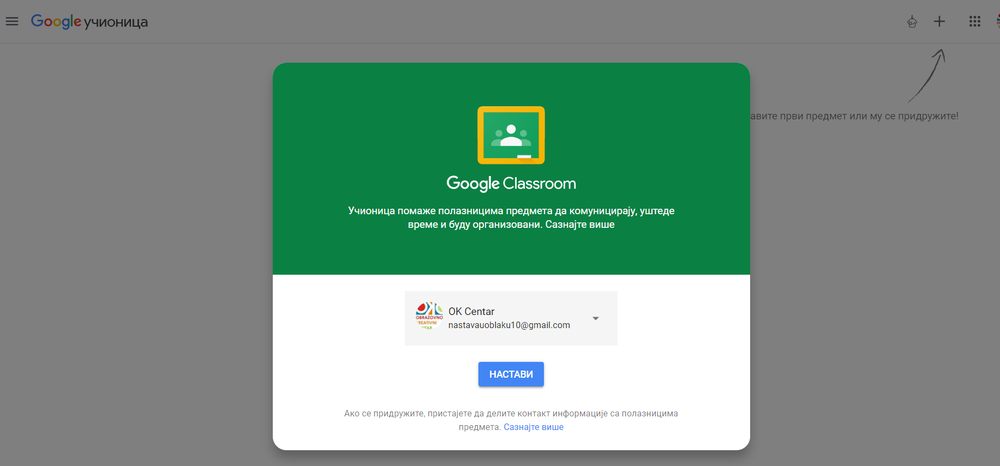 Google учионица
авите први предмет или му се придружите!
Google Classroom
Учионица помаже полазницима предмета да комуницирају, уштеде
време и буду организовани. Сазнајте више
OBRAZOVNO
OK Centar
nastavauoblaku10@gmail.com
НАСТАВИ
Ако се придружите, пристајете да делите контакт информације са полазницима
предмета. Сазнајте више